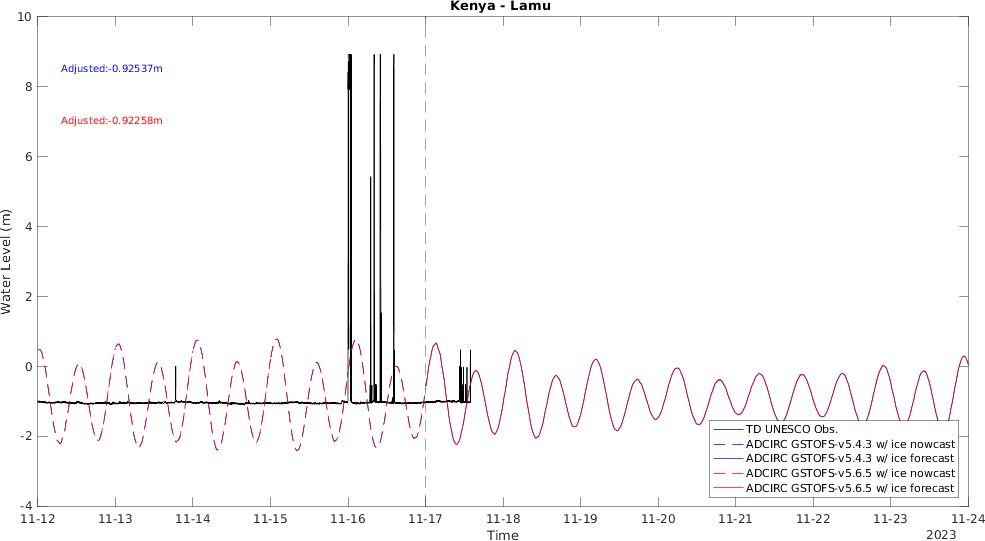 Kenya - Lamu
10
8
6
4
2
0
-2
-4
Water Level (m)
Adjusted:-0.92537m
Adjusted:-0.92258m
TD UNESCO Obs.
ADCIRC GSTOFS-v5.4.3 w/ ice nowcast
ADCIRC GSTOFS-v5.4.3 w/ ice forecast
ADCIRC GSTOFS-v5.6.5 w/ ice nowcast
ADCIRC GSTOFS-v5.6.5 w/ ice forecast
11-12 11-13 11-14 11-15 11-16 11-17 11-18 11-19 11-20 11-21 11-22 11-23 11-24
Time
2023